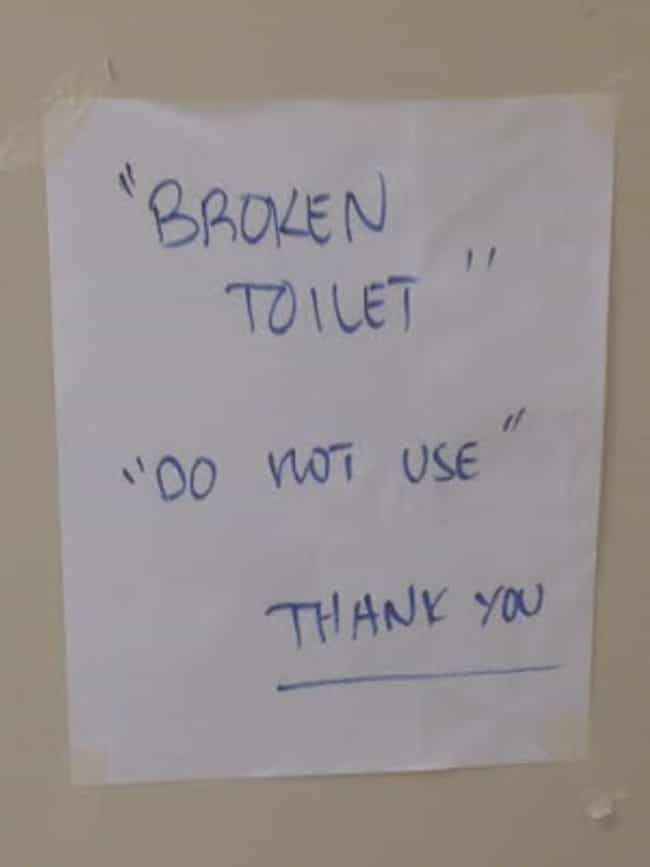 "BROKEN
TOILET"
"DO NOT USE"
THANK YOU